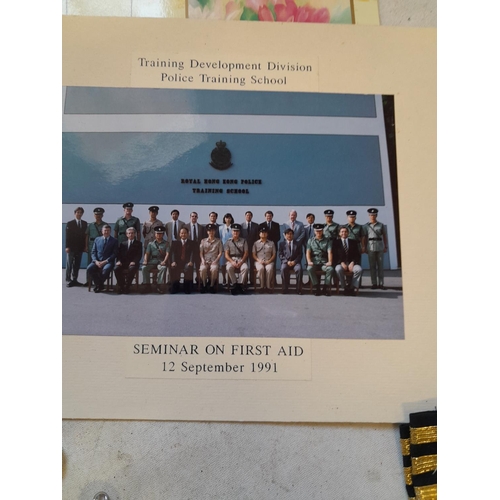 Training Development Division
Police Training School
ROYAL HONG KONG POLICE
TRAINING SCHOOL
SEMINAR ON FIRST AID
12 September 1991